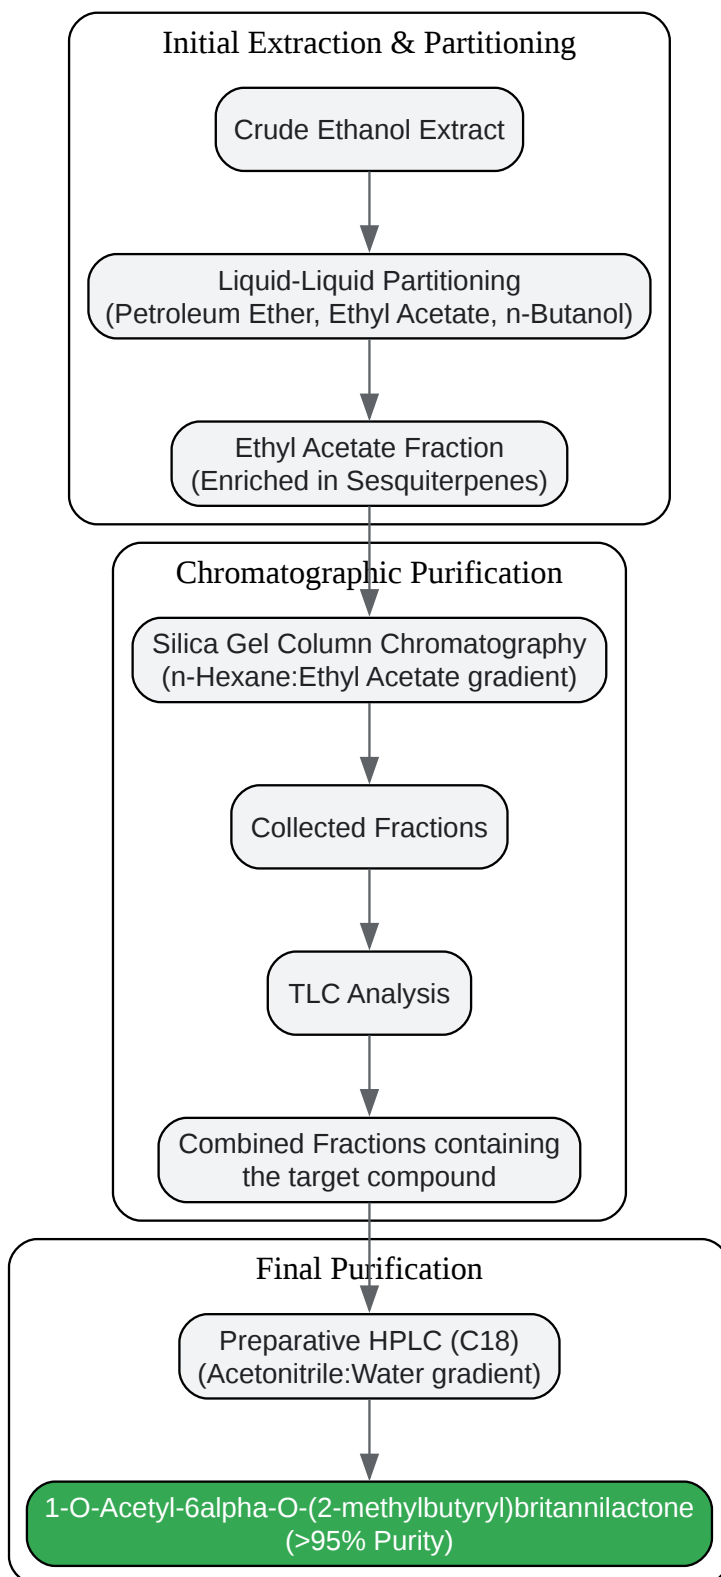 Initial Extraction & Partitioning
Crude Ethanol Extract
Liquid-Liquid Partitioning
(Petroleum Ether, Ethyl Acetate, n-Butanol)
Ethyl Acetate Fraction
(Enriched in Sesquiterpenes)
Chromatographic Purification
Silica Gel Column Chromatography
(n-Hexane:Ethyl Acetate gradient)
Collected Fractions
TLC Analysis
Combined Fractions containing
the target compound
Final Purification
Preparative HPLC (C18)
(Acetonitrile:Water gradient)
1-O-Acetyl-6alpha-O-(2-methylbutyryl)britannilactone
(>95% Purity)